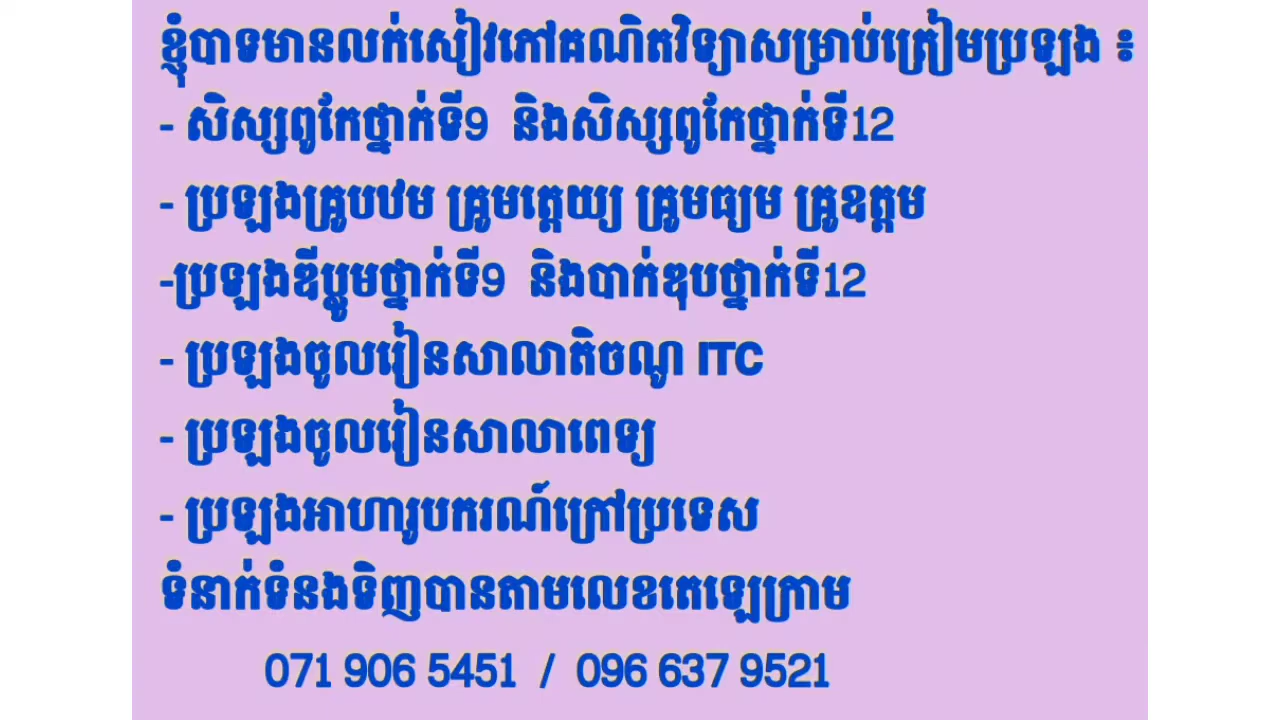 ខ្ញុំបាទមានលក់សៀវភៅគណិតវិទ្យាសម្រាប់ត្រៀមប្រឡង ៖
- សិស្សពូកែថ្នាក់ទី9 និងសិស្សពូកែថ្នាក់ទី12
- ប្រឡងគ្រូបឋម គ្រូមត្តេយ្យ គ្រូមធ្យម គ្រូឧត្តម
-ប្រឡងឌីប្លូមថ្នាក់ទី9 និងបាក់ឌុបថ្នាក់ទី12
- ប្រឡងចូលរៀនសាលាតិចណូ ITC
- ប្រឡងចូលរៀនសាលាពេទ្យ
- ប្រឡងអាហារូបករណ៍ក្រៅប្រទេស
ទំនាក់ទំនងទិញបានតាមលេខតេឡេក្រាម
071 906 5451 / 096 637 9521